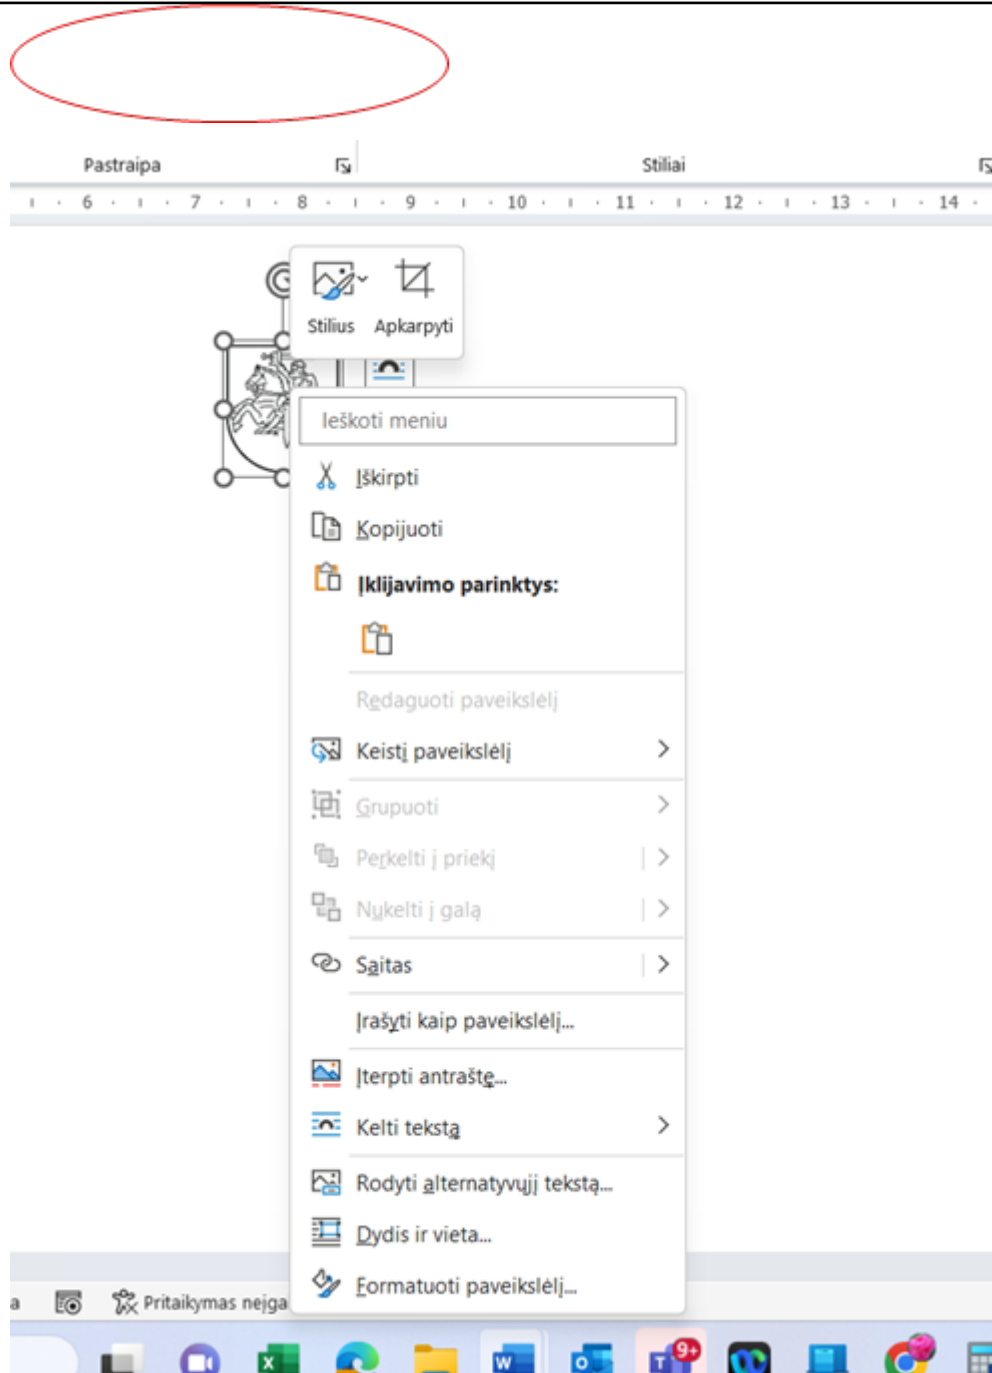 Pastraipa Stiliai
6 7 8 9 10 11 12 13 14
Stilius Apkarpyti
Ieškoti meniu
Iškirpti
Kopijuoti
Įklijavimo parinktys:
Redaguoti paveikslėlį
Keisti paveikslėlį
Grupuoti
Perkelti į priekį
Nukelti į galą
Saitas
Įrašyti kaip paveikslėlį...
Įterpti antraštę...
Kelti tekstą
Rodyti alternatyvųjį tekstą...
Dydis ir vieta...
Formatuoti paveikslėlį...
a Pritaikymas neįga
9+